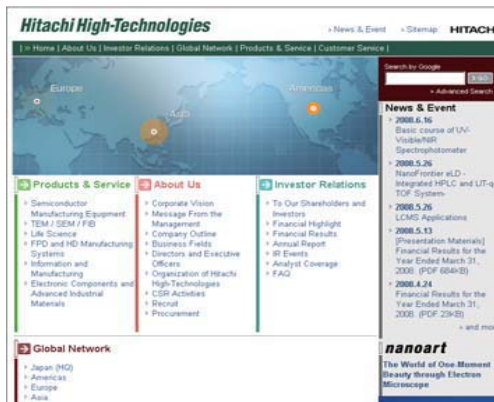 Hitachi High-Technologies
» News & Event » Sitemap HITACH
| » Home | About Us | Investor Relations | Global Network | Products & Service | Customer Service |
Europe
Asia
Americas
Search by Google
GO
» Advanced Search
Products & Service
Semiconductor
Manufacturing Equipment
TEM / SEM / FIB
Life Science
FPD and HD Manufacturing
Systems
Information and
Manufacturing
Electronic Components and
Advanced Industrial
Materials
About Us
Corporate Vision
Message From the
Management
Company Outline
Business Fields
Directors and Executive
Officers
Organization of Hitachi
High-Technologies
CSR Activities
Recruit
Procurement
Investor Relations
To Our Shareholders and
Investors
Financial Highlight
Financial Results
Annual Report
IR Events
Analyst Coverage
FAQ
News & Event
2008.6.16
Basic course of UV-
Visible/NIR
Spectrophotometer
2008.5.26
NanoFrontier eLD -
Integrated HPLC and LIT-q
TOF System-
2008.5.26
LCMS Applications
2008.5.13
[Presentation Materials]
Financial Results for the
Year Ended March 31,
2008. (PDF 684kB)
2008.4.24
Financial Results for the
Year Ended March 31,
2008. (PDF 23kB)
» and mor
Global Network
Japan (HQ)
Americas
Europe
Asia
nanoart
The World of One-Moment
Beauty through Electron
Microscope